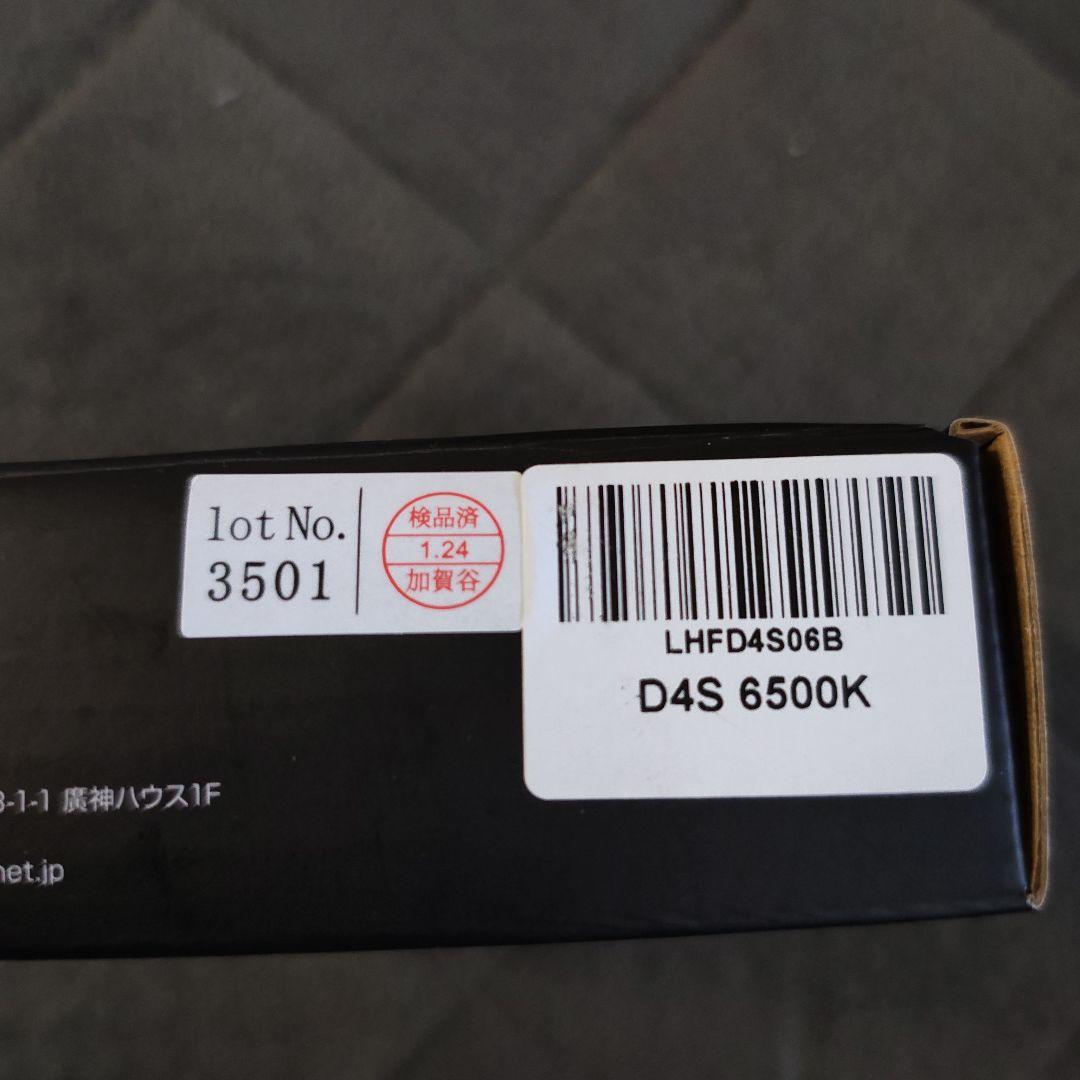 lot No.
3501
検品済
1.24
加賀谷
LHFD4S06B
D4S 6500K
3-1-1 廣神ハウス1F
net.jp